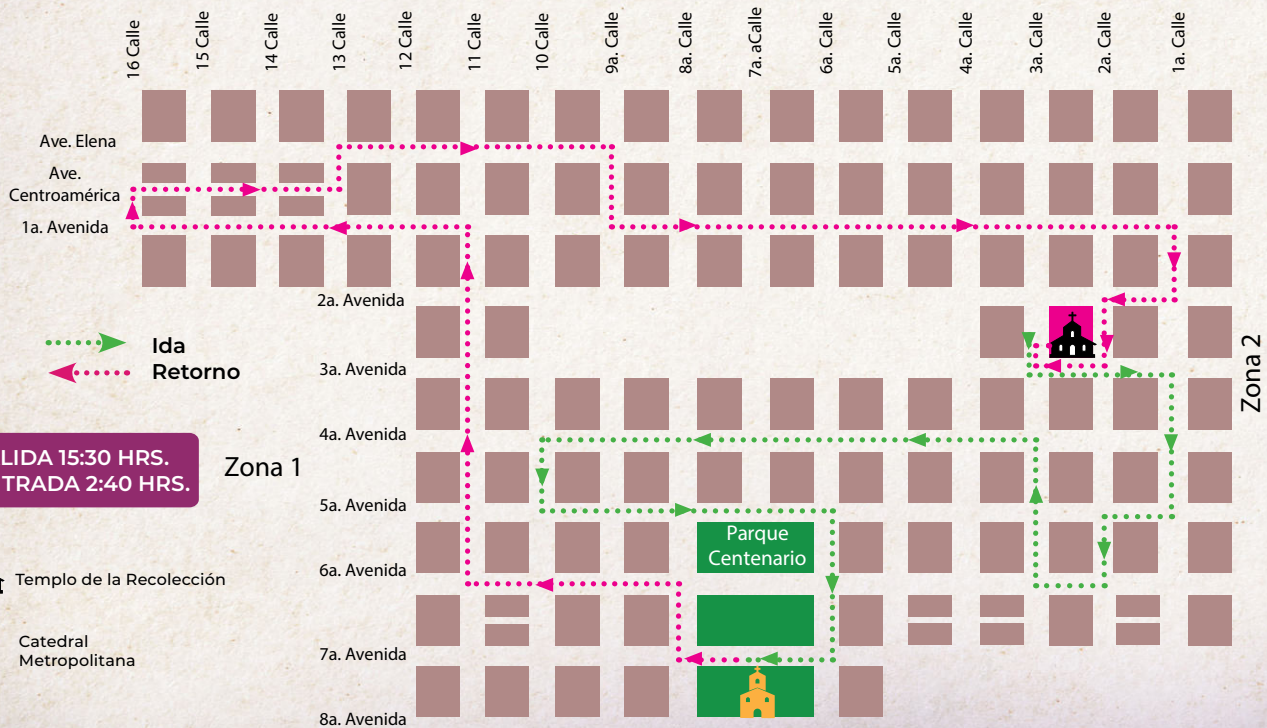 16 Calle
15 Calle
14 Calle
13 Calle
12 Calle
11 Calle
10 Calle
9a. Calle
8a. Calle
7a. aCalle
6a. Calle
5a. Calle
4a. Calle
3a. Calle
2a. Calle
1a. Calle
Ave. Elena
Ave.
Centroamérica
1a. Avenida
2a. Avenida
3a. Avenida
4a. Avenida
5a. Avenida
6a. Avenida
7a. Avenida
8a. Avenida
Ida
Retorno
LIDA 15:30 HRS.
TRADA 2:40 HRS.
Zona 1
Zona 2
Templo de la Recolección
Catedral
Metropolitana
Parque
Centenario